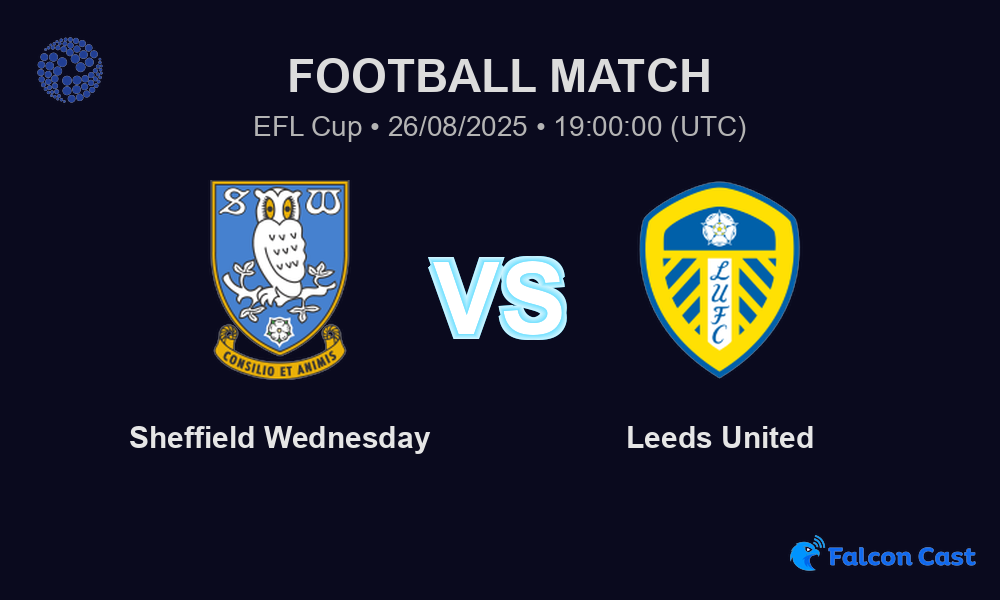 FOOTBALL MATCH
EFL Cup • 26/08/2025 • 19:00:00 (UTC)
S W
CONSILIO ET ANIMIS
VS
LUFC
Sheffield Wednesday
Leeds United
Falcon Cast